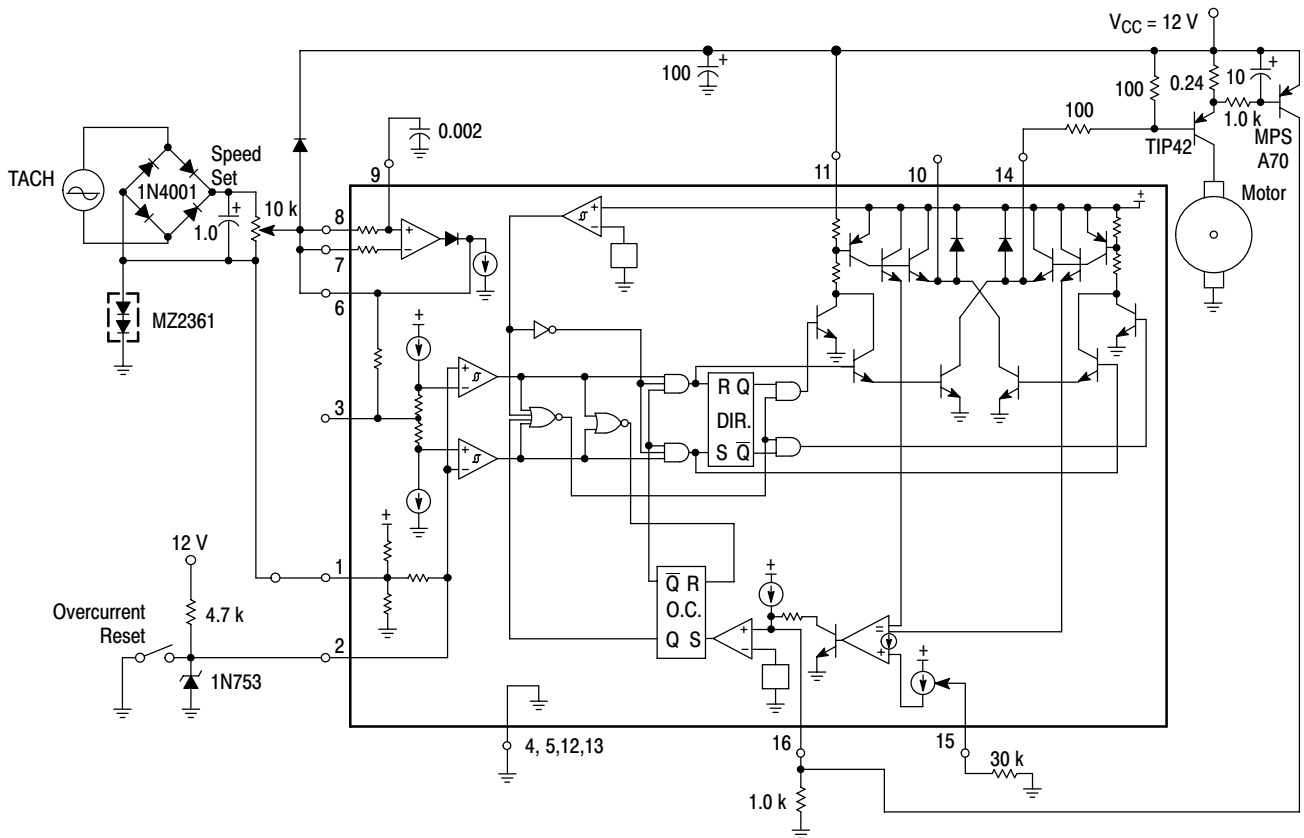 VCC = 12 V
100 +
100
0.24
10 +
0.002
100
1.0 k
TIP42
MPS
A70
TACH
1N4001
Speed
Set
+
1.0
10 k
9
11
10
14
Motor
8
+
−
+
−
+
7
6
MZ2361
+
+
−
3
R Q
DIR.
S Q̅
+
−
+
12 V
1
4.7 k
Q̅ R
O.C.
Q S
+
+
−
=
+
+
Overcurrent
Reset
2
1N753
4, 5,12,13
16
15
30 k
1.0 k